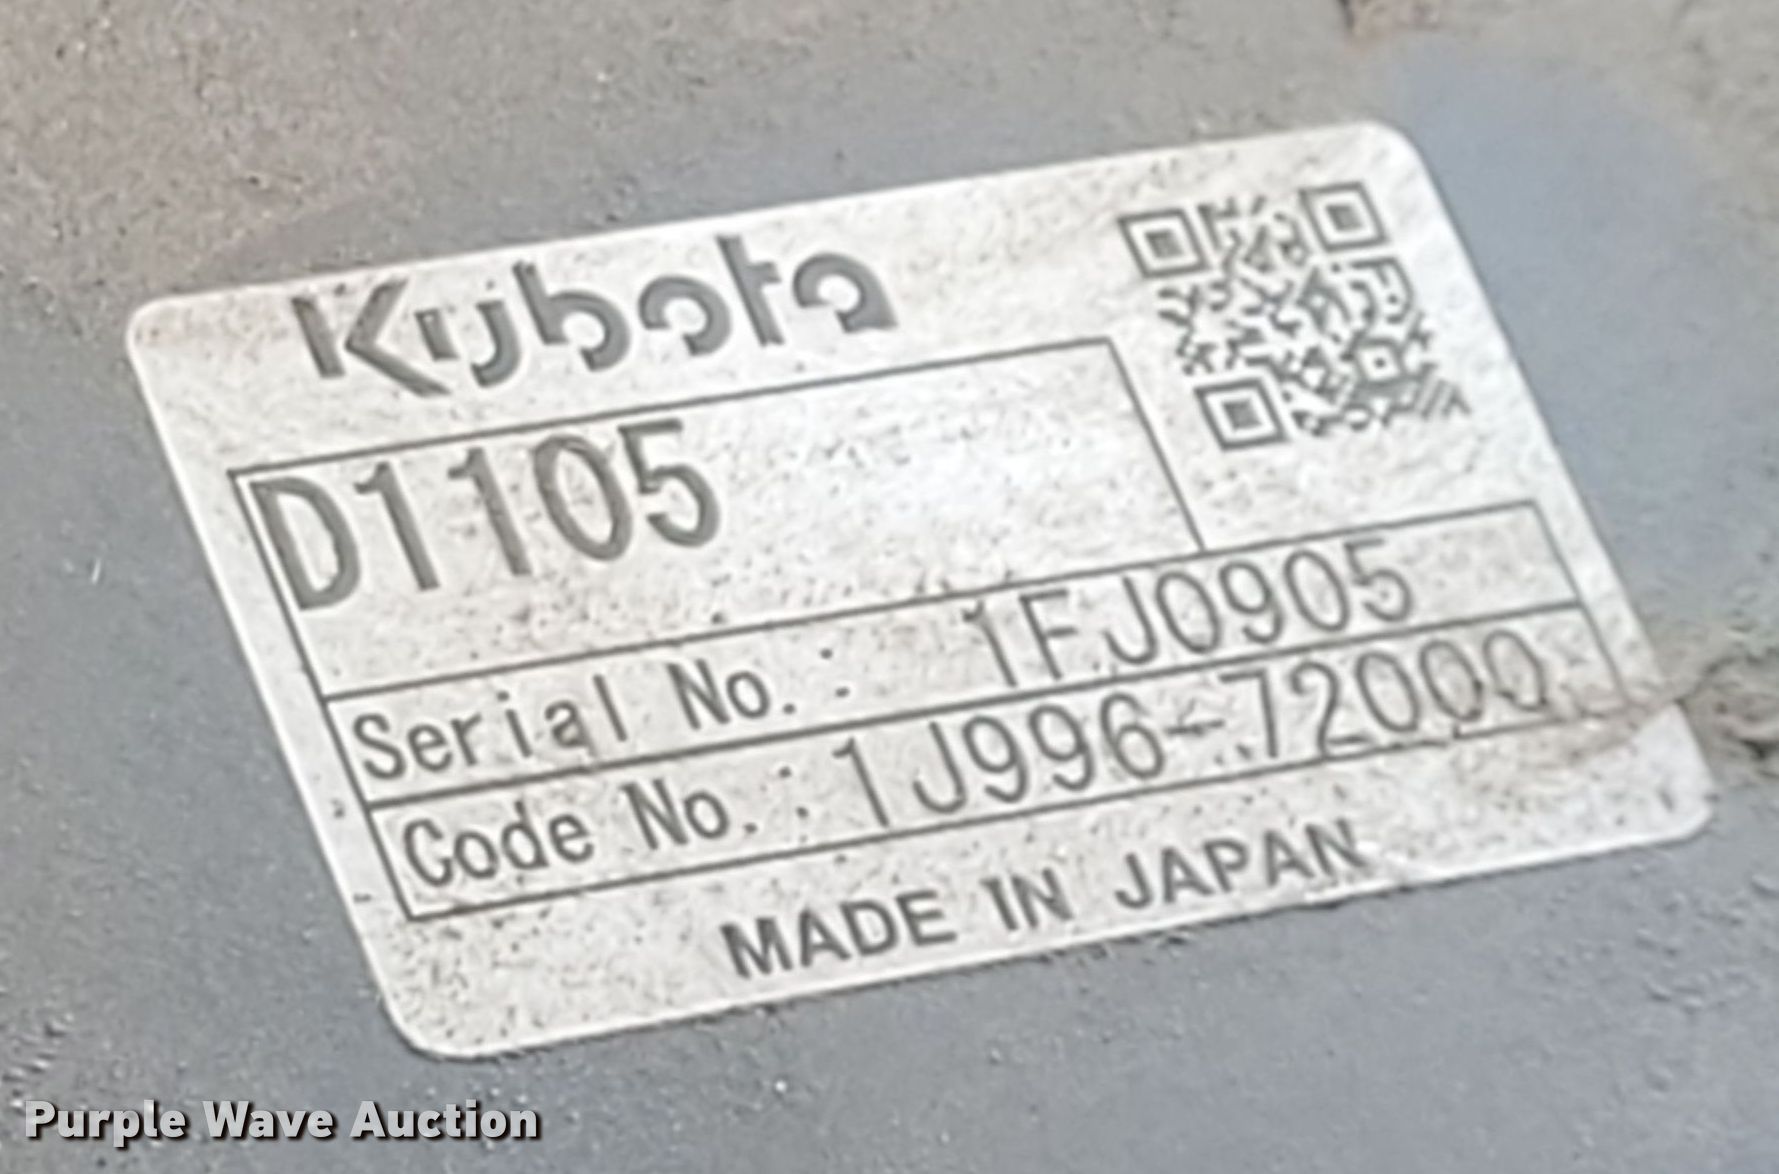 Kubota
D1105
Serial No.: 1FJ0905
Code No.: 1J996-72000
MADE IN JAPAN
Purple Wave Auction